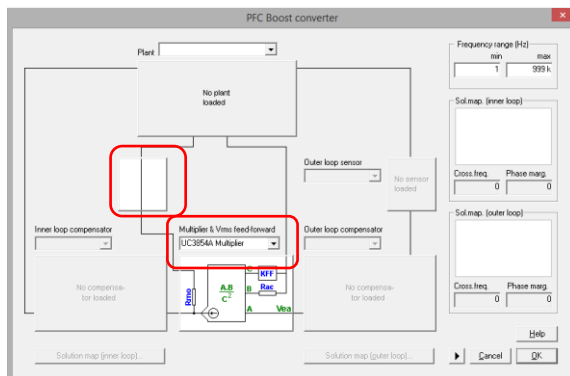 PFC Boost converter
Plant
No plant
loaded
Frequency range (Hz)
min
max
1
999 k
Sol.map. (inner loop)
Cross.freq.
Phase marg.
0
0
Outer loop sensor
No sensor
loaded
Inner loop compensator
Multiplier & Vrms feed-forward
UC3854A Multiplier
Outer loop compensator
Sol.map. (outer loop)
Cross.freq.
Phase marg.
0
0
No compensa-
tor loaded
Rmo
A.B
C²
C
KFF
B
Rac
A
Vea
No compensa-
tor loaded
Solution map (inner loop)...
Solution map (outer loop)...
Help
Cancel
OK